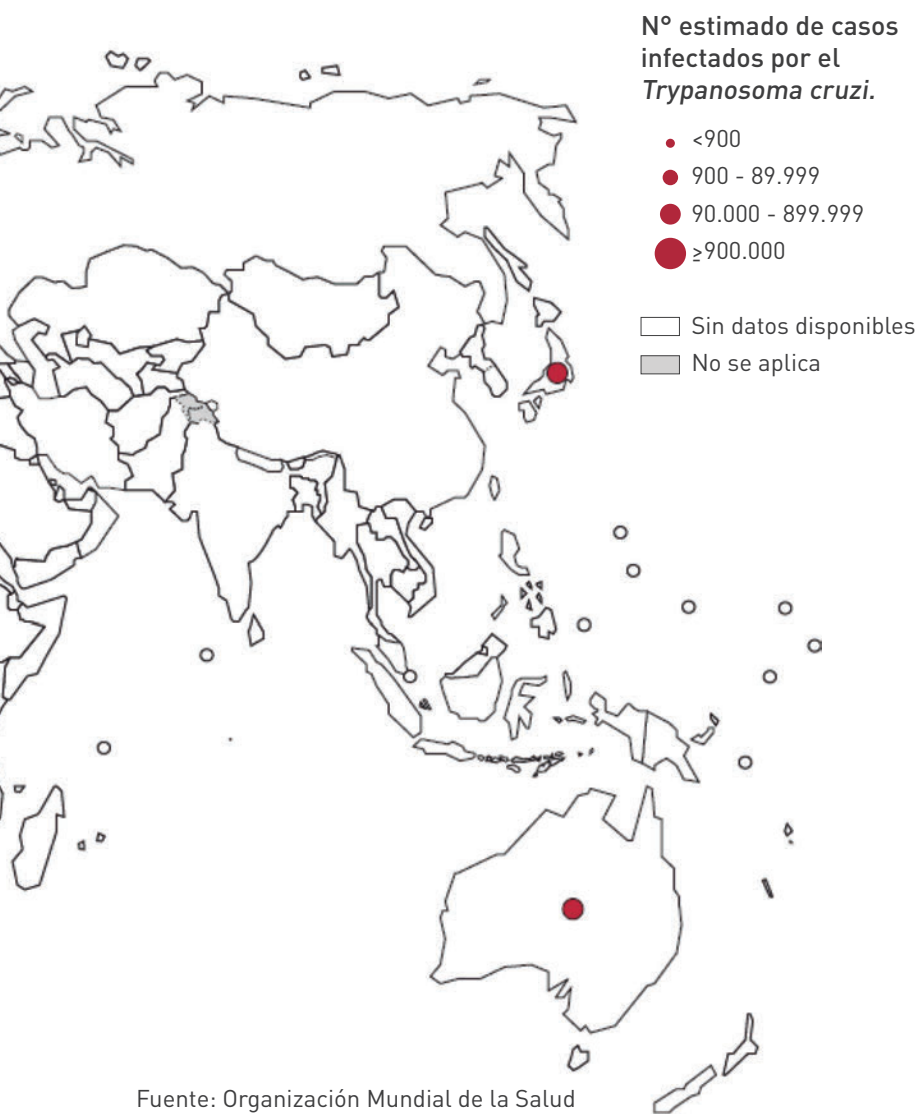 N° estimado de casos
infectados por el
Trypanosoma cruzi.
<900
900 - 89.999
90.000 - 899.999
≥900.000
Sin datos disponibles
No se aplica
Fuente: Organización Mundial de la Salud